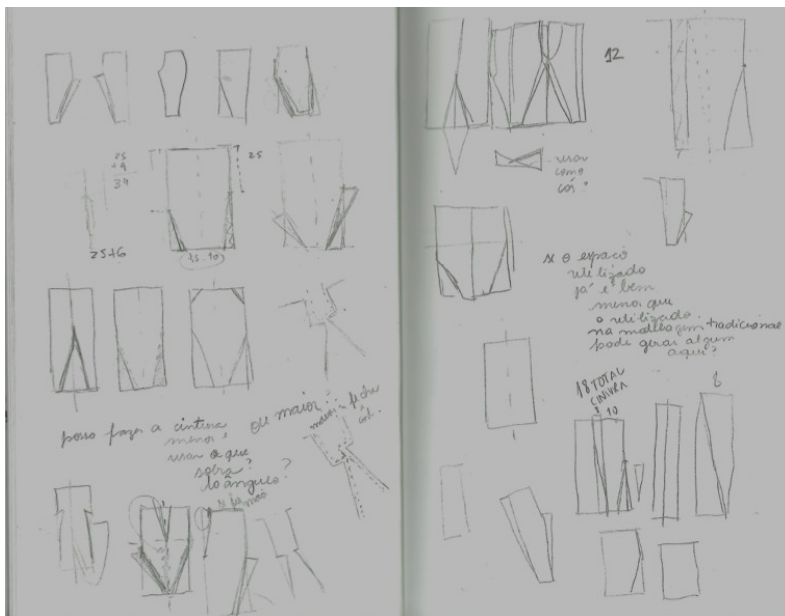 25
+9
34
25
25+6
15.10
posso fazer a cintura
menor e
usar o que
sobra?
ou maior?
ângulo?
12
usar
como
cós?
se o espaço
utilizado
já é bem
menor que
o utilizado
na modelagem tradicional
pode gerar algum
aqui?
18 TOTAL
CINTURA
8 10